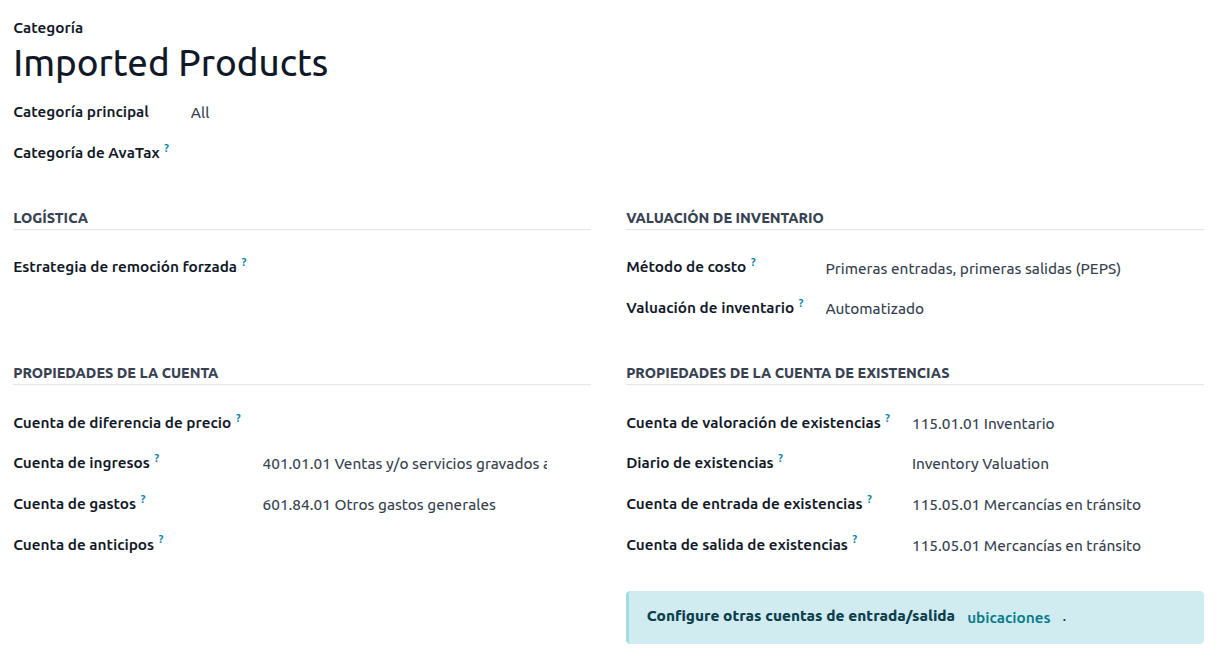 Categoría
Imported Products
Categoría principal All
Categoría de AvaTax ?
LOGÍSTICA
Estrategia de remoción forzada ?
VALUACIÓN DE INVENTARIO
Método de costo ? Primeras entradas, primeras salidas (PEPS)
Valuación de inventario ? Automatizado
PROPIEDADES DE LA CUENTA
Cuenta de diferencia de precio ?
Cuenta de ingresos ? 401.01.01 Ventas y/o servicios gravados a
Cuenta de gastos ? 601.84.01 Otros gastos generales
Cuenta de anticipos ?
PROPIEDADES DE LA CUENTA DE EXISTENCIAS
Cuenta de valoración de existencias ? 115.01.01 Inventario
Diario de existencias ? Inventory Valuation
Cuenta de entrada de existencias ? 115.05.01 Mercancías en tránsito
Cuenta de salida de existencias ? 115.05.01 Mercancías en tránsito
Configure otras cuentas de entrada/salida ubicaciones .